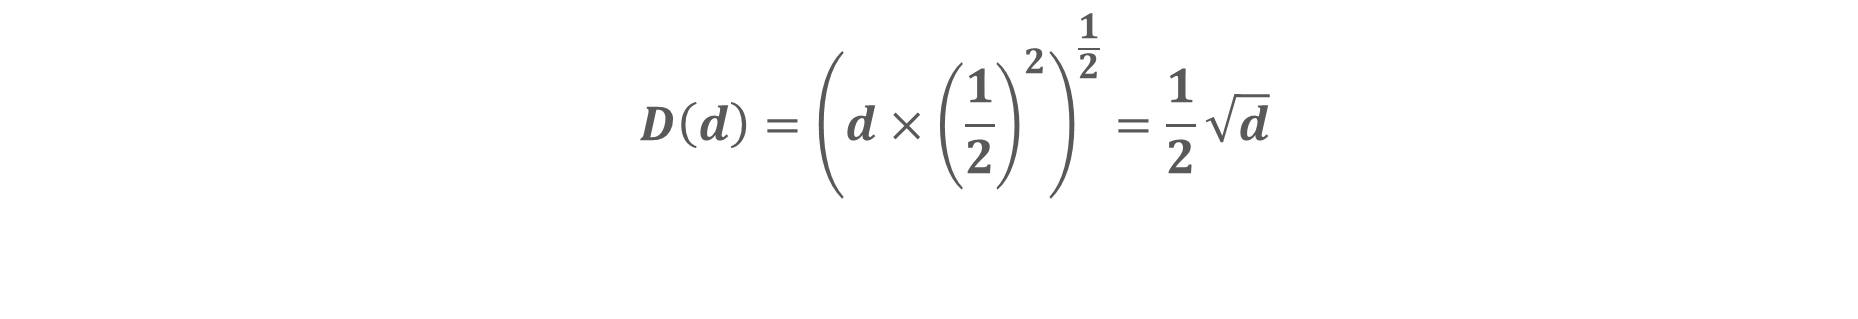 D(d) = (d × (1/2)^2)^(1/2) = 1/2 √d